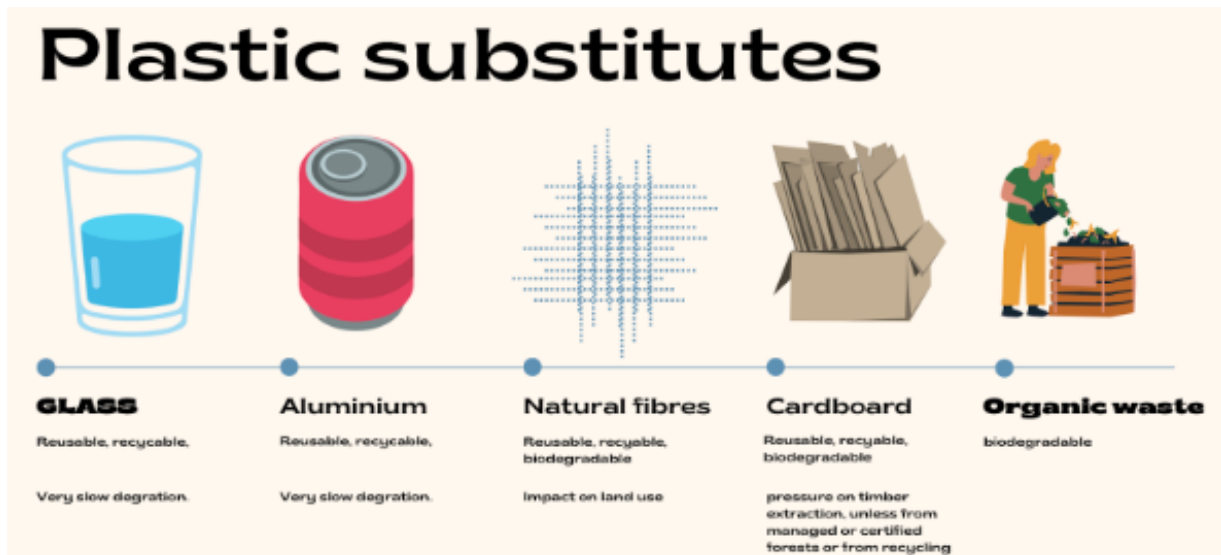 Plastic substitutes
GLASS
Reusable, recycable,
Very slow degration.
Aluminium
Reusable, recycable,
Very slow degration.
Natural fibres
Reusable, recyable,
biodegradable
Impact on land use
Cardboard
Reusable, recyable,
biodegradable
pressure on timber
extraction, unless from
managed or certified
forests or from recycling
Organic waste
biodegradable